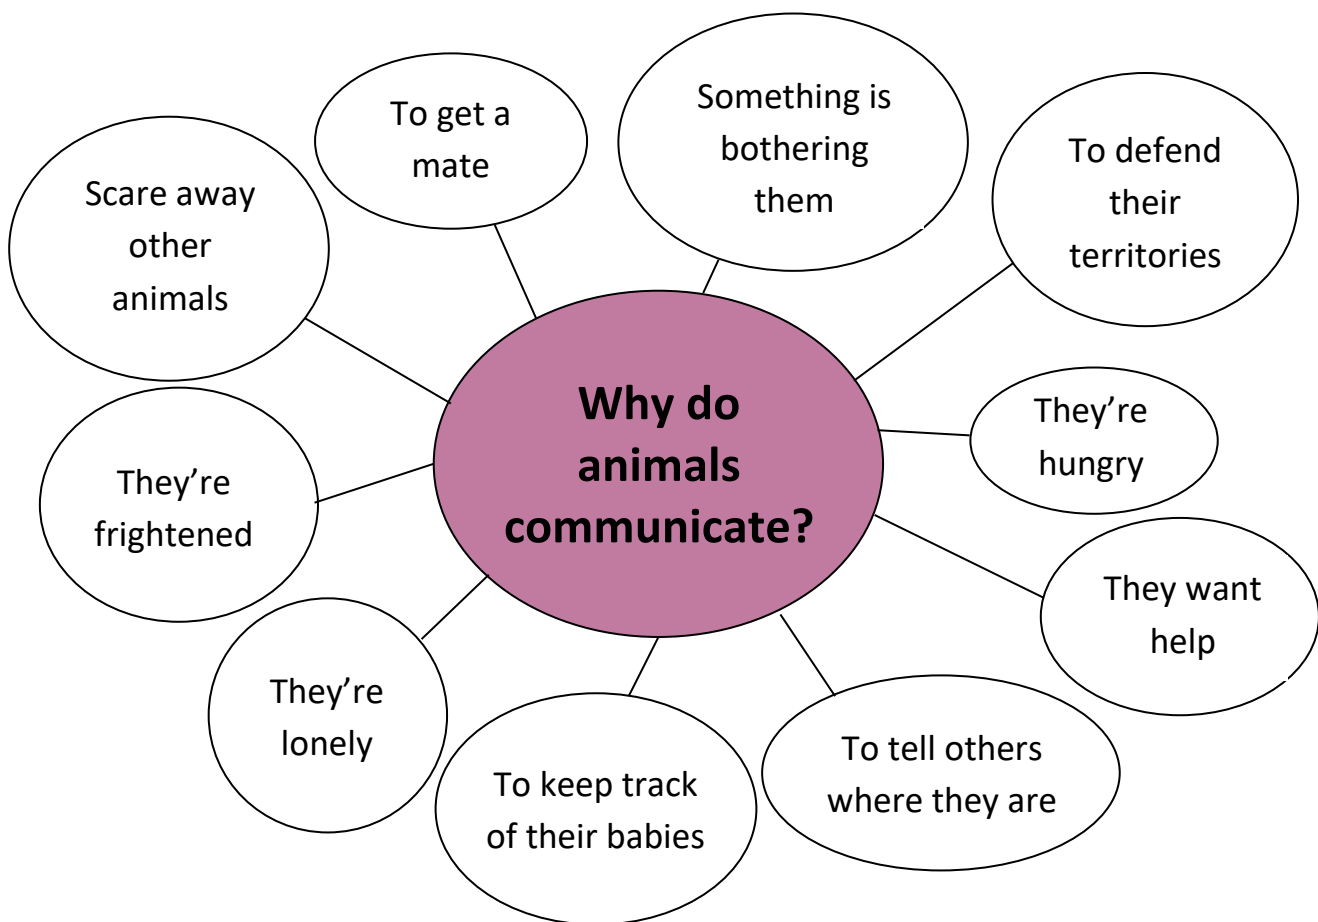 Why do
animals
communicate?
To get a
mate
Something is
bothering
them
To defend
their
territories
They're
hungry
They want
help
To tell others
where they are
To keep track
of their babies
They're
lonely
They're
frightened
Scare away
other
animals